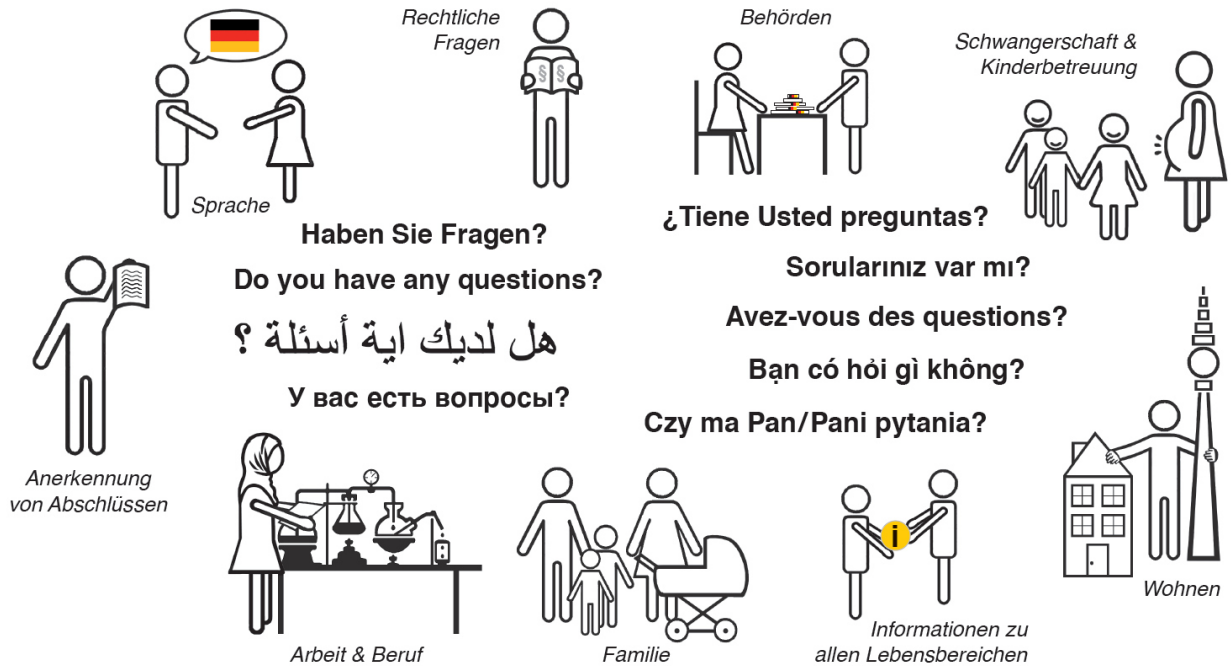 Rechtliche
Fragen
Behörden
Schwangerschaft &
Kinderbetreuung
§ §
Sprache
Haben Sie Fragen?
Do you have any questions?
هل لديك اية أسئلة ؟
У вас есть вопросы?
¿Tiene Usted preguntas?
Sorularınız var mı?
Avez-vous des questions?
Bạn có hỏi gì không?
Czy ma Pan/Pani pytania?
Anerkennung
von Abschlüssen
Arbeit & Beruf
Familie
i
Informationen zu
allen Lebensbereichen
Wohnen